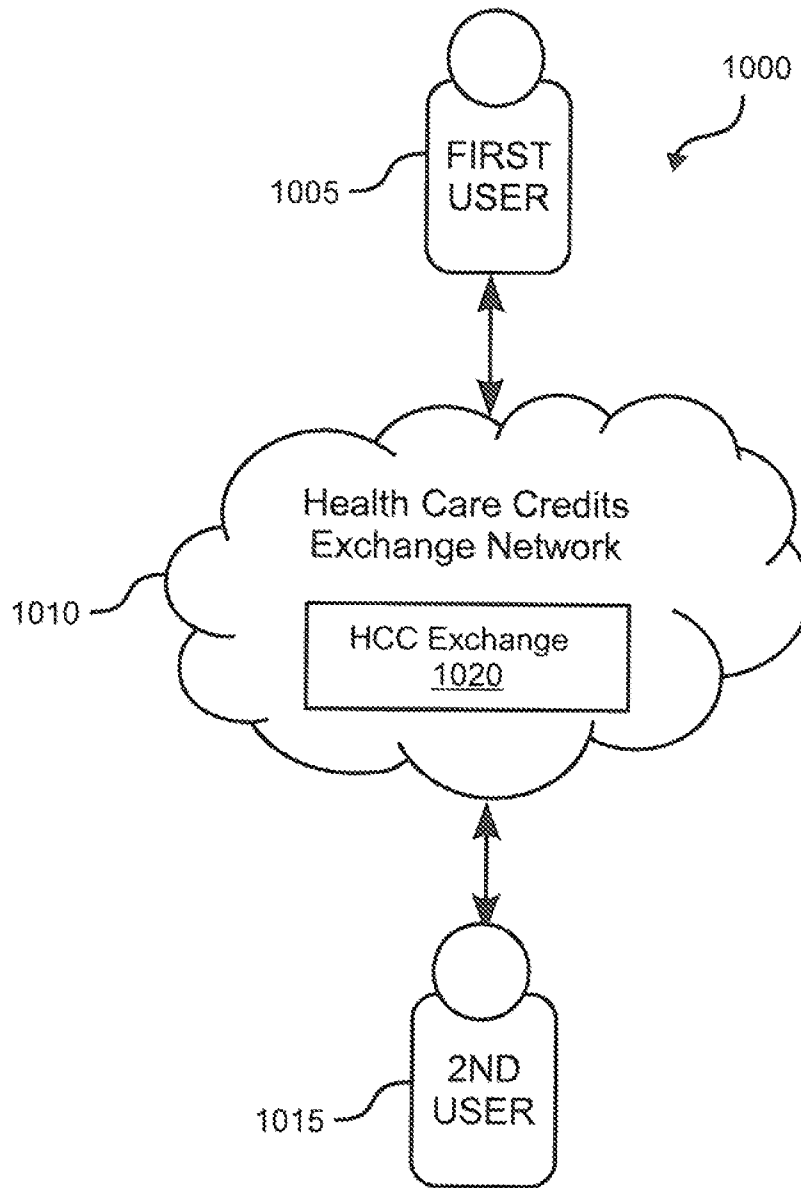 1000
FIRST
USER
1005
Health Care Credits
Exchange Network
1010
HCC Exchange
1020
2ND
USER
1015